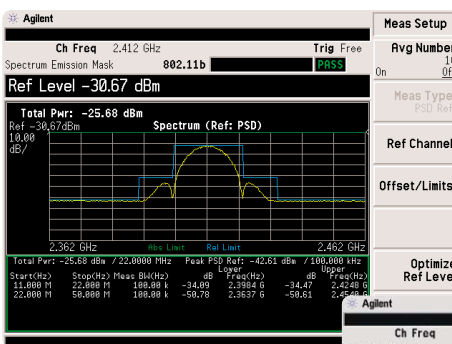 Agilent
Meas Setup
Ch Freq 2.412 GHz Trig Free
Spectrum Emission Mask 802.11b PASS
Avg Number
10
On Off
Ref Level -30.67 dBm
Meas Type
PSD Ref
Total Pwr: -25.68 dBm
Ref -30.67dBm Spectrum (Ref: PSD)
10.00
dB/
Ref Channel
Offset/Limits
2.362 GHz Abs Limit Rel Limit 2.462 GHz
Total Pwr: -25.68 dBm / 22.0000 MHz Peak PSD Ref: -42.61 dBm / 100.000 kHz
Lower Upper
Start(Hz) Stop(Hz) Meas BW(Hz) dB Freq(Hz) dB Freq(Hz)
11.000 M 22.000 M 100.00 k -34.09 2.3984 G -34.47 2.4248 G
22.000 M 50.000 M 100.00 k -50.78 2.3637 G -50.61 2.4540 G
Optimize
Ref Level
Agilent
Ch Freq